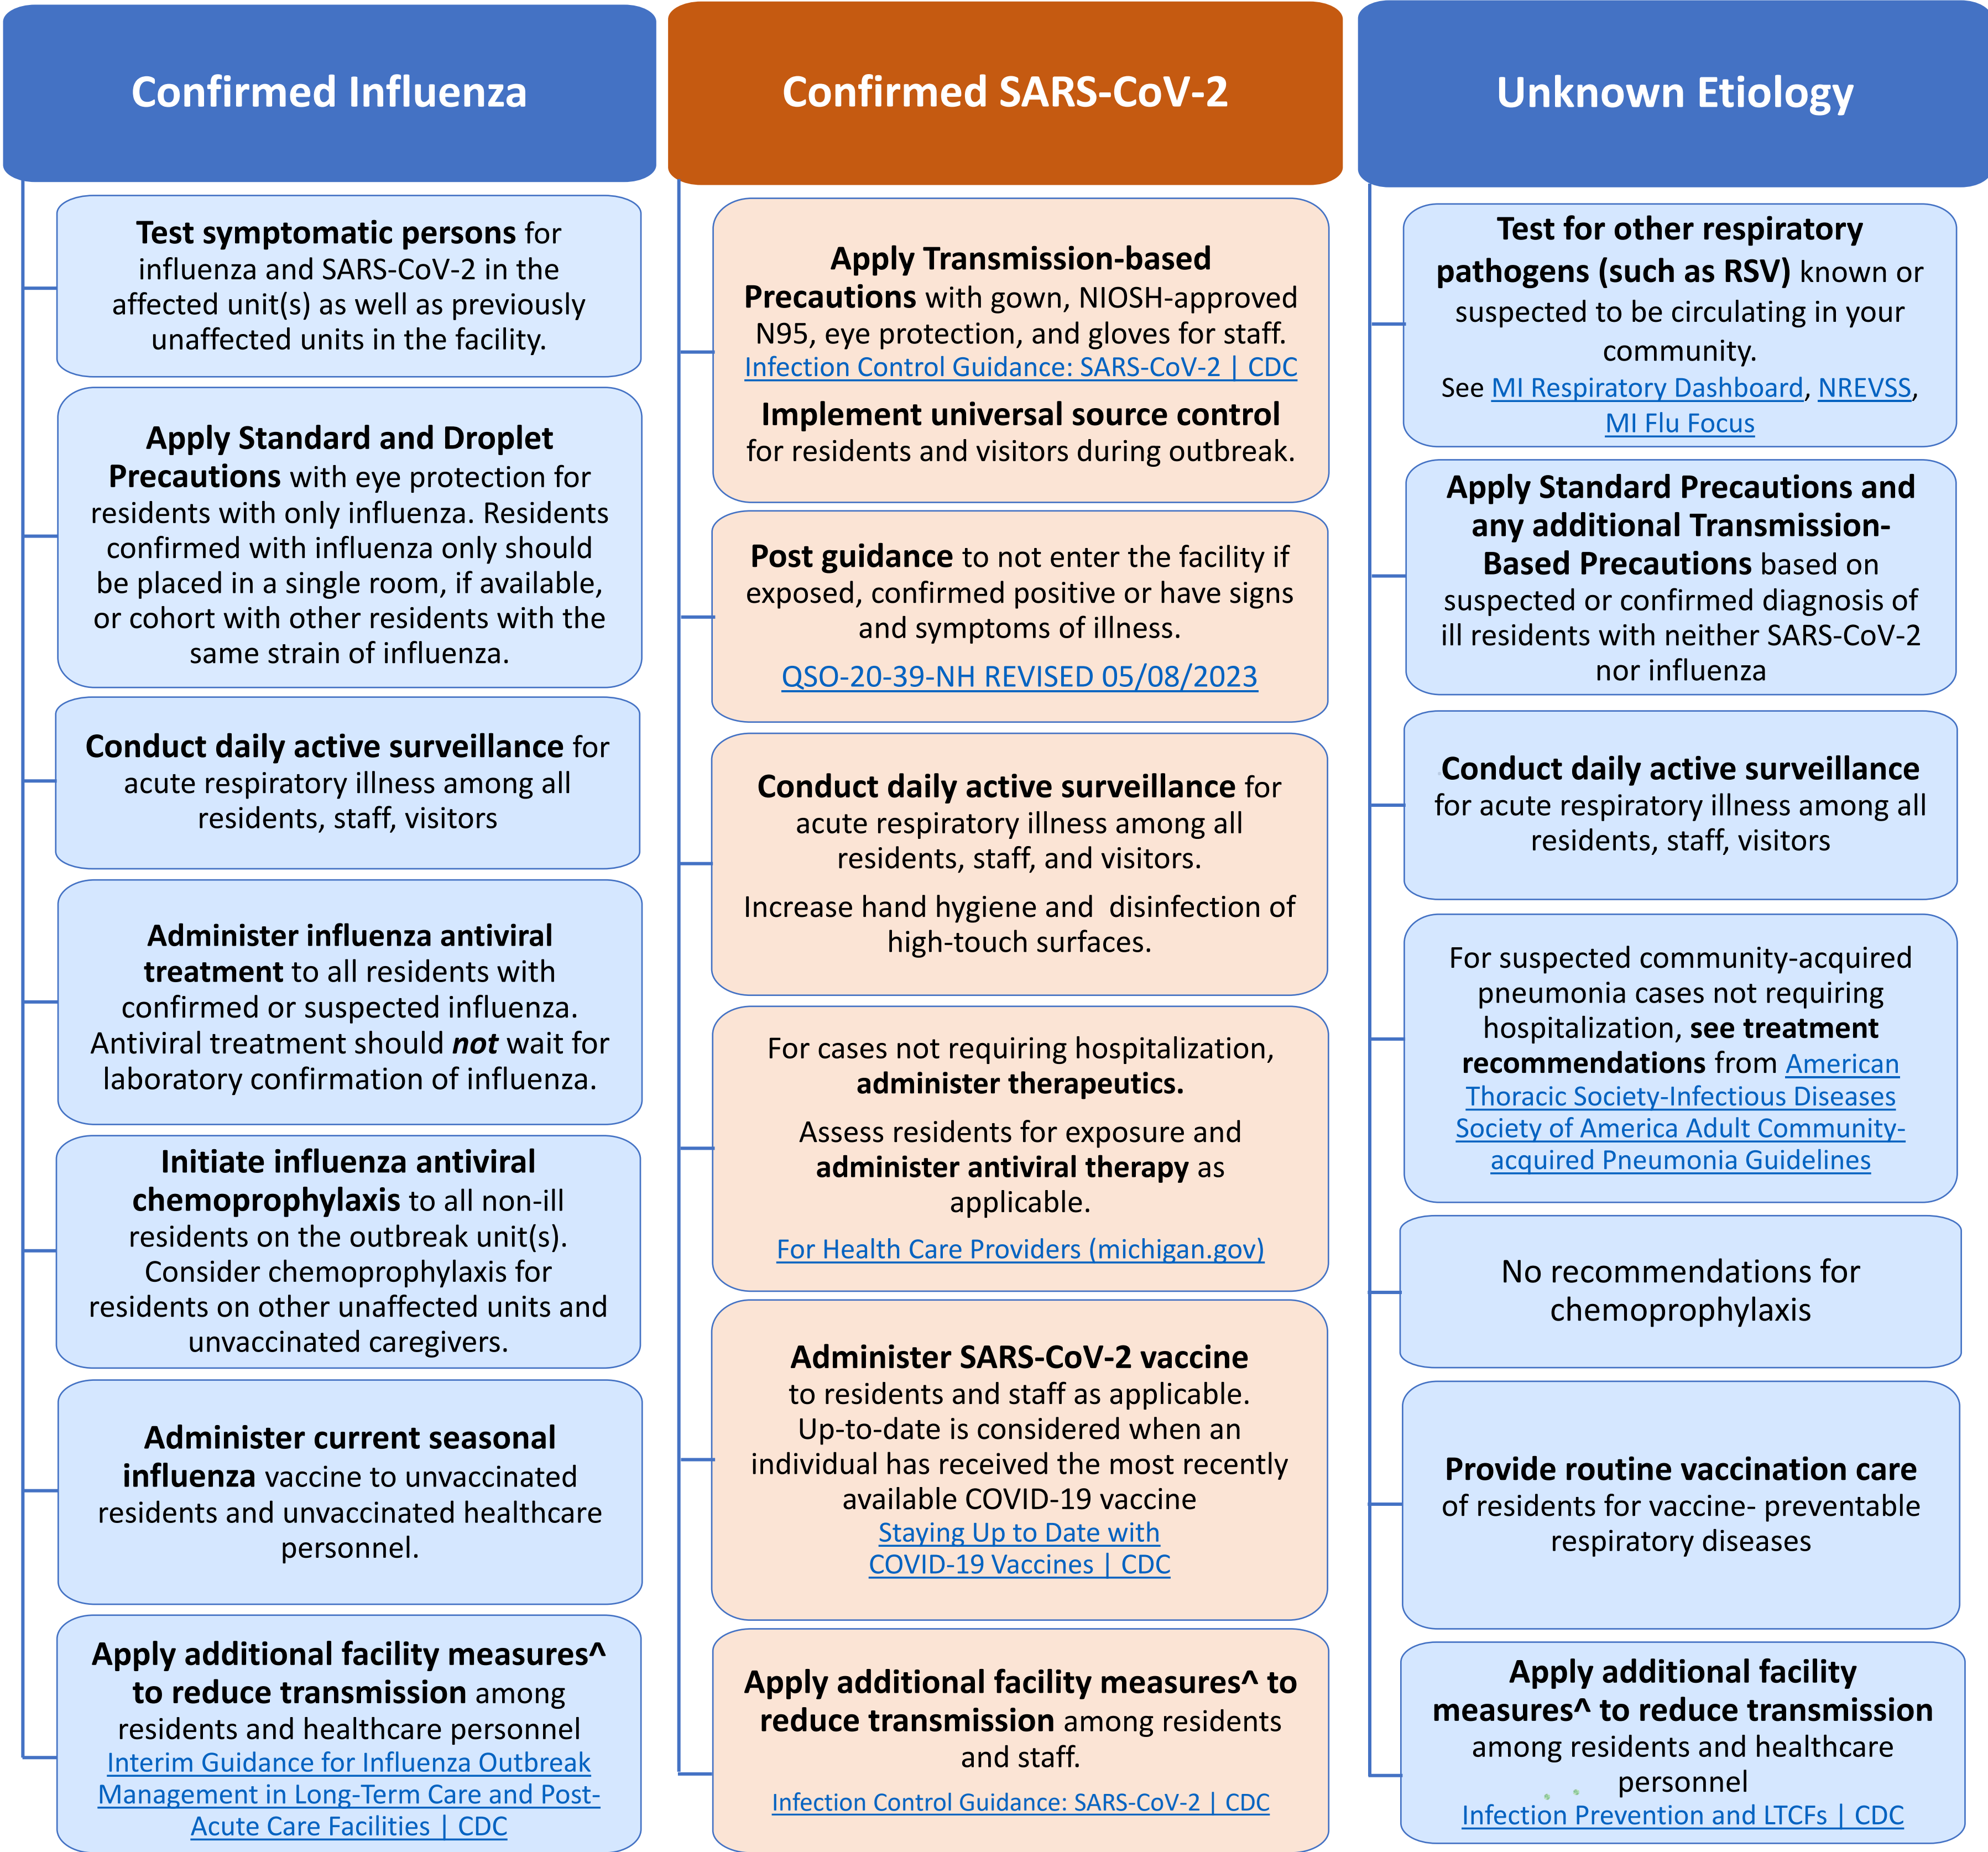 Confirmed Influenza
Test symptomatic persons for
influenza and SARS-CoV-2 in the
affected unit(s) as well as previously
unaffected units in the facility.
Apply Standard and Droplet
Precautions with eye protection for
residents with only influenza. Residents
confirmed with influenza only should
be placed in a single room, if available,
or cohort with other residents with the
same strain of influenza.
Conduct daily active surveillance for
acute respiratory illness among all
residents, staff, visitors
Administer influenza antiviral
treatment to all residents with
confirmed or suspected influenza.
Antiviral treatment should not wait for
laboratory confirmation of influenza.
Initiate influenza antiviral
chemoprophylaxis to all non-ill
residents on the outbreak unit(s).
Consider chemoprophylaxis for
residents on other unaffected units and
unvaccinated caregivers.
Administer current seasonal
influenza vaccine to unvaccinated
residents and unvaccinated healthcare
personnel.
Apply additional facility measures^
to reduce transmission among
residents and healthcare personnel
Interim Guidance for Influenza Outbreak
Management in Long-Term Care and Post-
Acute Care Facilities | CDC
Confirmed SARS-CoV-2
Apply Transmission-based
Precautions with gown, NIOSH-approved
N95, eye protection, and gloves for staff.
Infection Control Guidance: SARS-CoV-2 | CDC
Implement universal source control
for residents and visitors during outbreak.
Post guidance to not enter the facility if
exposed, confirmed positive or have signs
and symptoms of illness.
QSO-20-39-NH REVISED 05/08/2023
Conduct daily active surveillance for
acute respiratory illness among all
residents, staff, and visitors.
Increase hand hygiene and  disinfection of
high-touch surfaces.
For cases not requiring hospitalization,
administer therapeutics.
Assess residents for exposure and
administer antiviral therapy as
applicable.
For Health Care Providers (michigan.gov)
Administer SARS-CoV-2 vaccine
to residents and staff as applicable.
Up-to-date is considered when an
individual has received the most recently
available COVID-19 vaccine
Staying Up to Date with
COVID-19 Vaccines | CDC
Apply additional facility measures^ to
reduce transmission among residents
and staff.
Infection Control Guidance: SARS-CoV-2 | CDC
Unknown Etiology
Test for other respiratory
pathogens (such as RSV) known or
suspected to be circulating in your
community.
See MI Respiratory Dashboard, NREVSS,
MI Flu Focus
Apply Standard Precautions and
any additional Transmission-
Based Precautions based on
suspected or confirmed diagnosis of
ill residents with neither SARS-CoV-2
nor influenza
Conduct daily active surveillance
for acute respiratory illness among all
residents, staff, visitors
For suspected community-acquired
pneumonia cases not requiring
hospitalization, see treatment
recommendations from American
Thoracic Society-Infectious Diseases
Society of America Adult Community-
acquired Pneumonia Guidelines
No recommendations for
chemoprophylaxis
Provide routine vaccination care
of residents for vaccine- preventable
respiratory diseases
Apply additional facility
measures^ to reduce transmission
among residents and healthcare
personnel
Infection Prevention and LTCFs | CDC